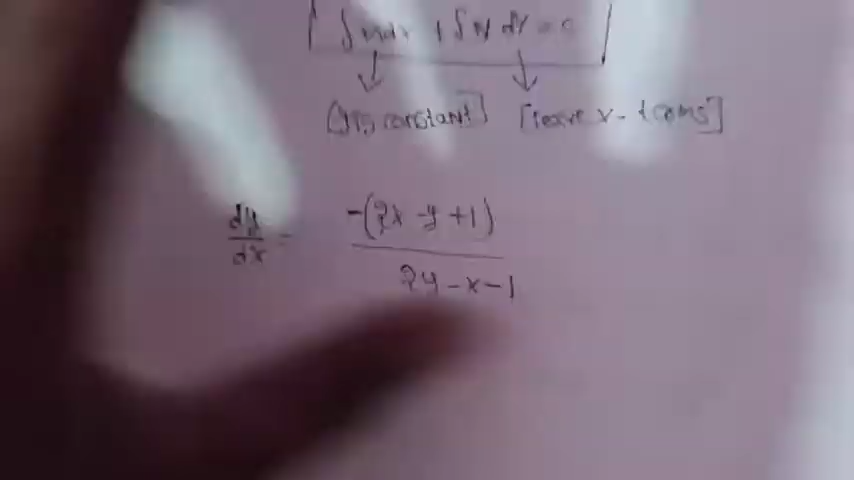 ∫ Mdx + ∫ N dy = c
[y is constant] [leave x-terms]
dy/dx = -(2x - y + 1) / 2y - x - 1